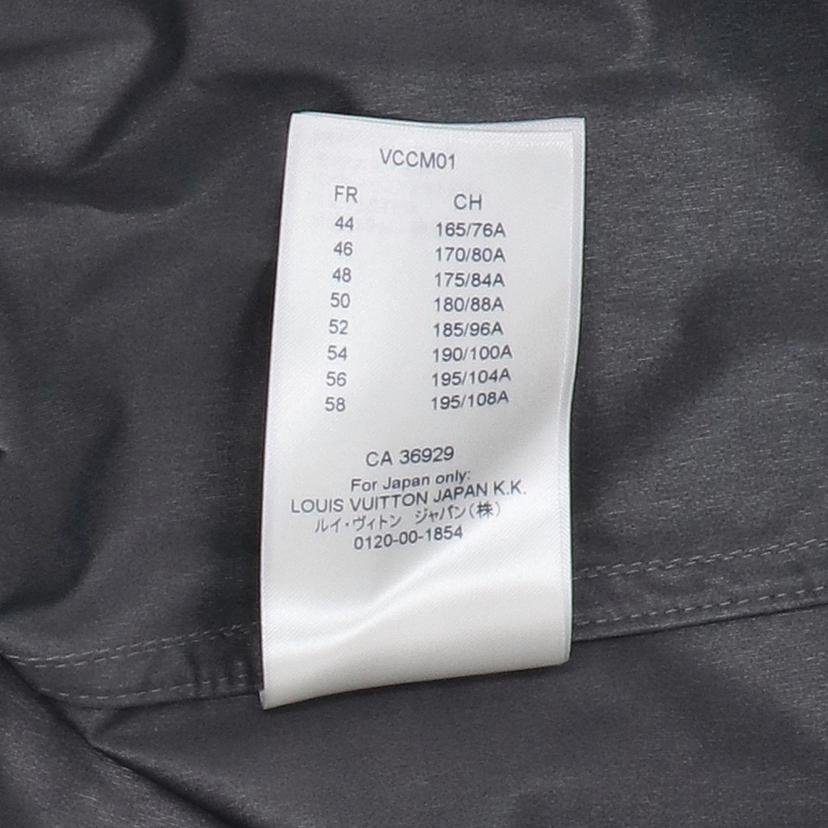 VCCM01
FR CH
44 165/76A
46 170/80A
48 175/84A
50 180/88A
52 185/96A
54 190/100A
56 195/104A
58 195/108A
CA 36929
For Japan only:
LOUIS VUITTON JAPAN K.K.
ルイ・ヴィトン ジャパン(株)
0120-00-1854